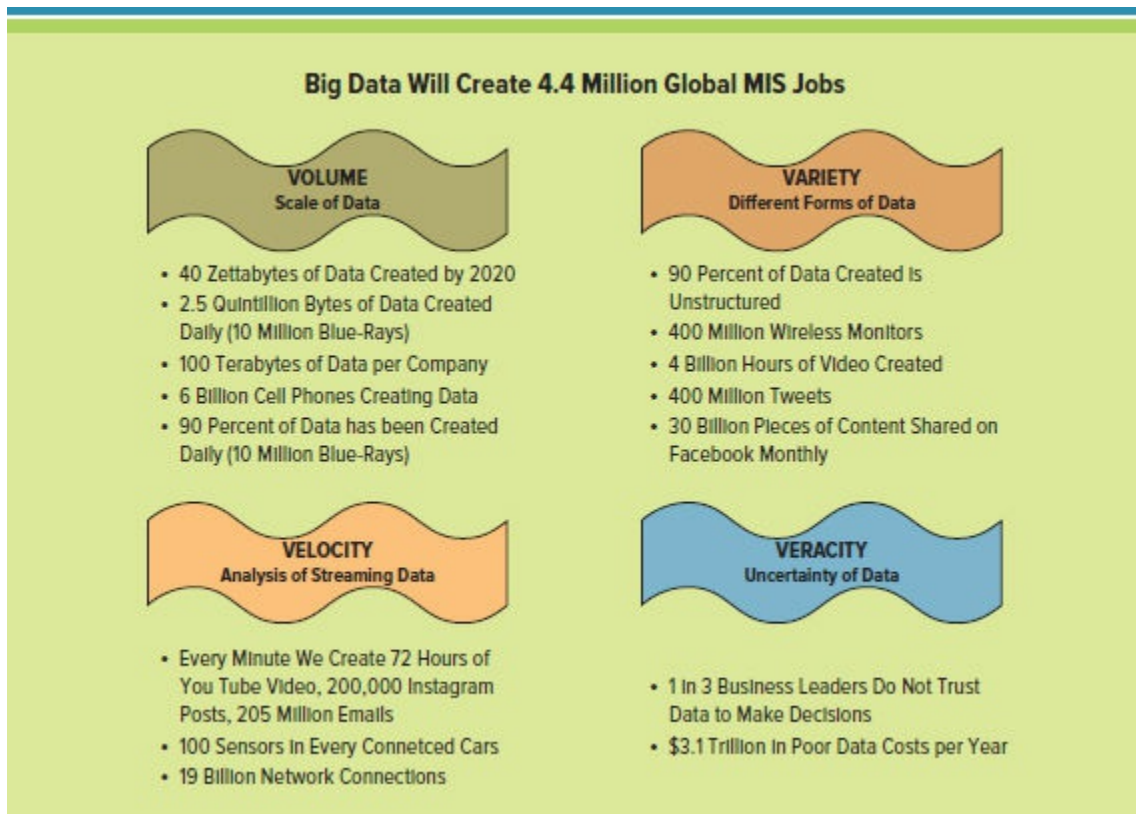 Big Data Will Create 4.4 Million Global MIS Jobs
VOLUME
Scale of Data
• 40 Zettabytes of Data Created by 2020
• 2.5 Quintillion Bytes of Data Created
Daily (10 Million Blue-Rays)
• 100 Terabytes of Data per Company
• 6 Billion Cell Phones Creating Data
• 90 Percent of Data has been Created
Daily (10 Million Blue-Rays)
VARIETY
Different Forms of Data
• 90 Percent of Data Created is
Unstructured
• 400 Million Wireless Monitors
• 4 Billion Hours of Video Created
• 400 Million Tweets
• 30 Billion Pieces of Content Shared on
Facebook Monthly
VELOCITY
Analysis of Streaming Data
• Every Minute We Create 72 Hours of
You Tube Video, 200,000 Instagram
Posts, 205 Million Emails
• 100 Sensors in Every Connetced Cars
• 19 Billion Network Connections
VERACITY
Uncertainty of Data
• 1 in 3 Business Leaders Do Not Trust
Data to Make Decisions
• $3.1 Trillion in Poor Data Costs per Year